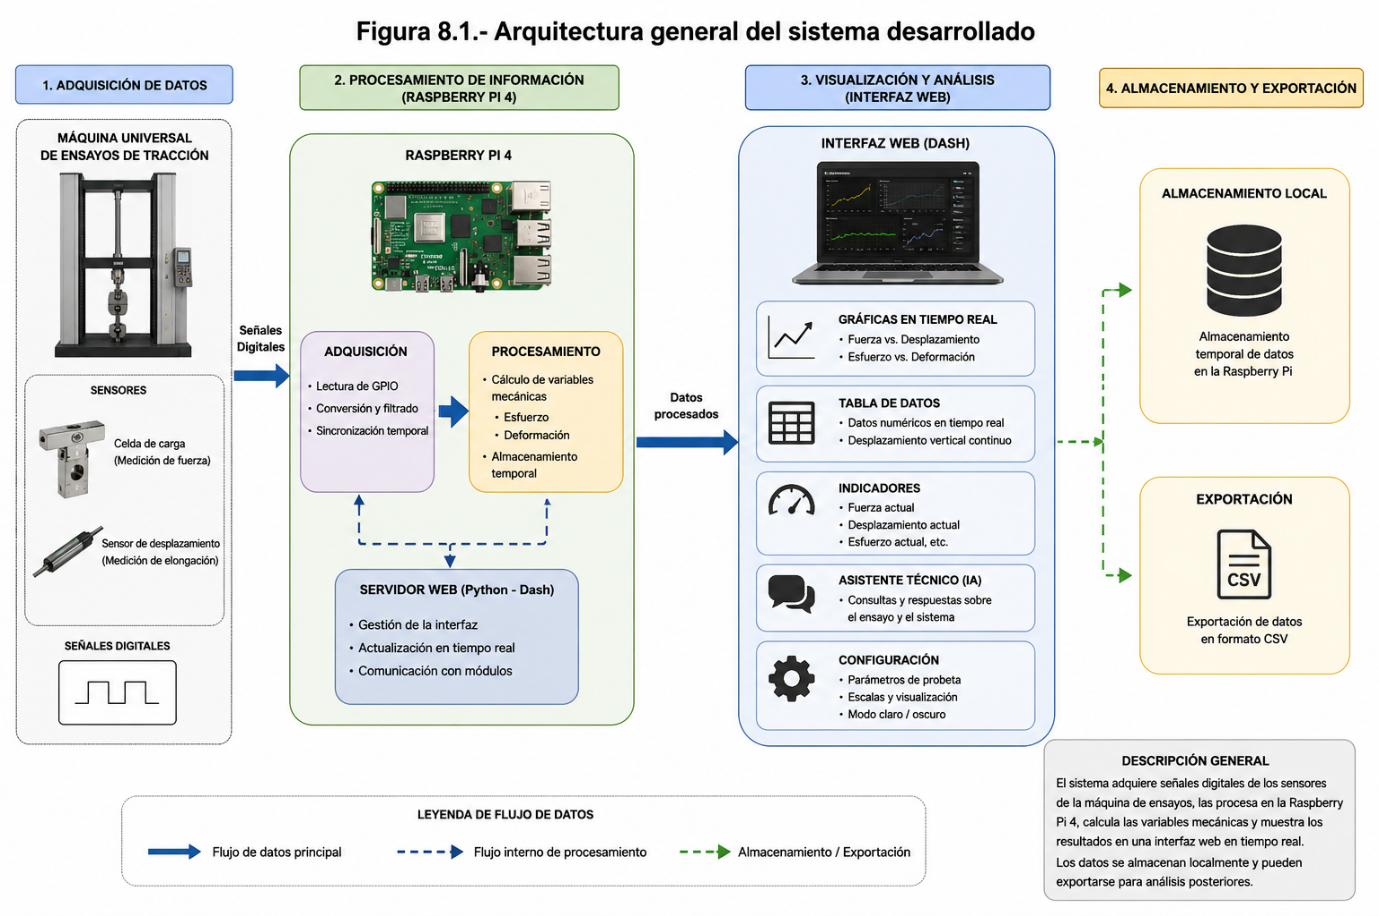 Figura 8.1.- Arquitectura general del sistema desarrollado
1. ADQUISICIÓN DE DATOS
MÁQUINA UNIVERSAL
DE ENSAYOS DE TRACCIÓN
SENSORES
Celda de carga
(Medición de fuerza)
Sensor de desplazamiento
(Medición de elongación)
SEÑALES DIGITALES
Señales
Digitales
2. PROCESAMIENTO DE INFORMACIÓN
(RASPBERRY PI 4)
RASPBERRY PI 4
ADQUISICIÓN
• Lectura de GPIO
• Conversión y filtrado
• Sincronización temporal
PROCESAMIENTO
• Cálculo de variables
mecánicas
• Esfuerzo
• Deformación
• Almacenamiento
temporal
SERVIDOR WEB (Python - Dash)
• Gestión de la interfaz
• Actualización en tiempo real
• Comunicación con módulos
Datos
procesados
3. VISUALIZACIÓN Y ANÁLISIS
(INTERFAZ WEB)
INTERFAZ WEB (DASH)
GRÁFICAS EN TIEMPO REAL
• Fuerza vs. Desplazamiento
• Esfuerzo vs. Deformación
TABLA DE DATOS
• Datos numéricos en tiempo real
• Desplazamiento vertical continuo
INDICADORES
• Fuerza actual
• Desplazamiento actual
• Esfuerzo actual, etc.
ASISTENTE TÉCNICO (IA)
• Consultas y respuestas sobre
el ensayo y el sistema
CONFIGURACIÓN
• Parámetros de probeta
• Escalas y visualización
• Modo claro / oscuro
4. ALMACENAMIENTO Y EXPORTACIÓN
ALMACENAMIENTO LOCAL
Almacenamiento
temporal de datos
en la Raspberry Pi
EXPORTACIÓN
CSV
Exportación de datos
en formato CSV
DESCRIPCIÓN GENERAL
El sistema adquiere señales digitales de los sensores
de la máquina de ensayos, las procesa en la Raspberry
Pi 4, calcula las variables mecánicas y muestra los
resultados en una interfaz web en tiempo real.
Los datos se almacenan localmente y pueden
exportarse para análisis posteriores.
LEYENDA DE FLUJO DE DATOS
Flujo de datos principal
Flujo interno de procesamiento
Almacenamiento / Exportación